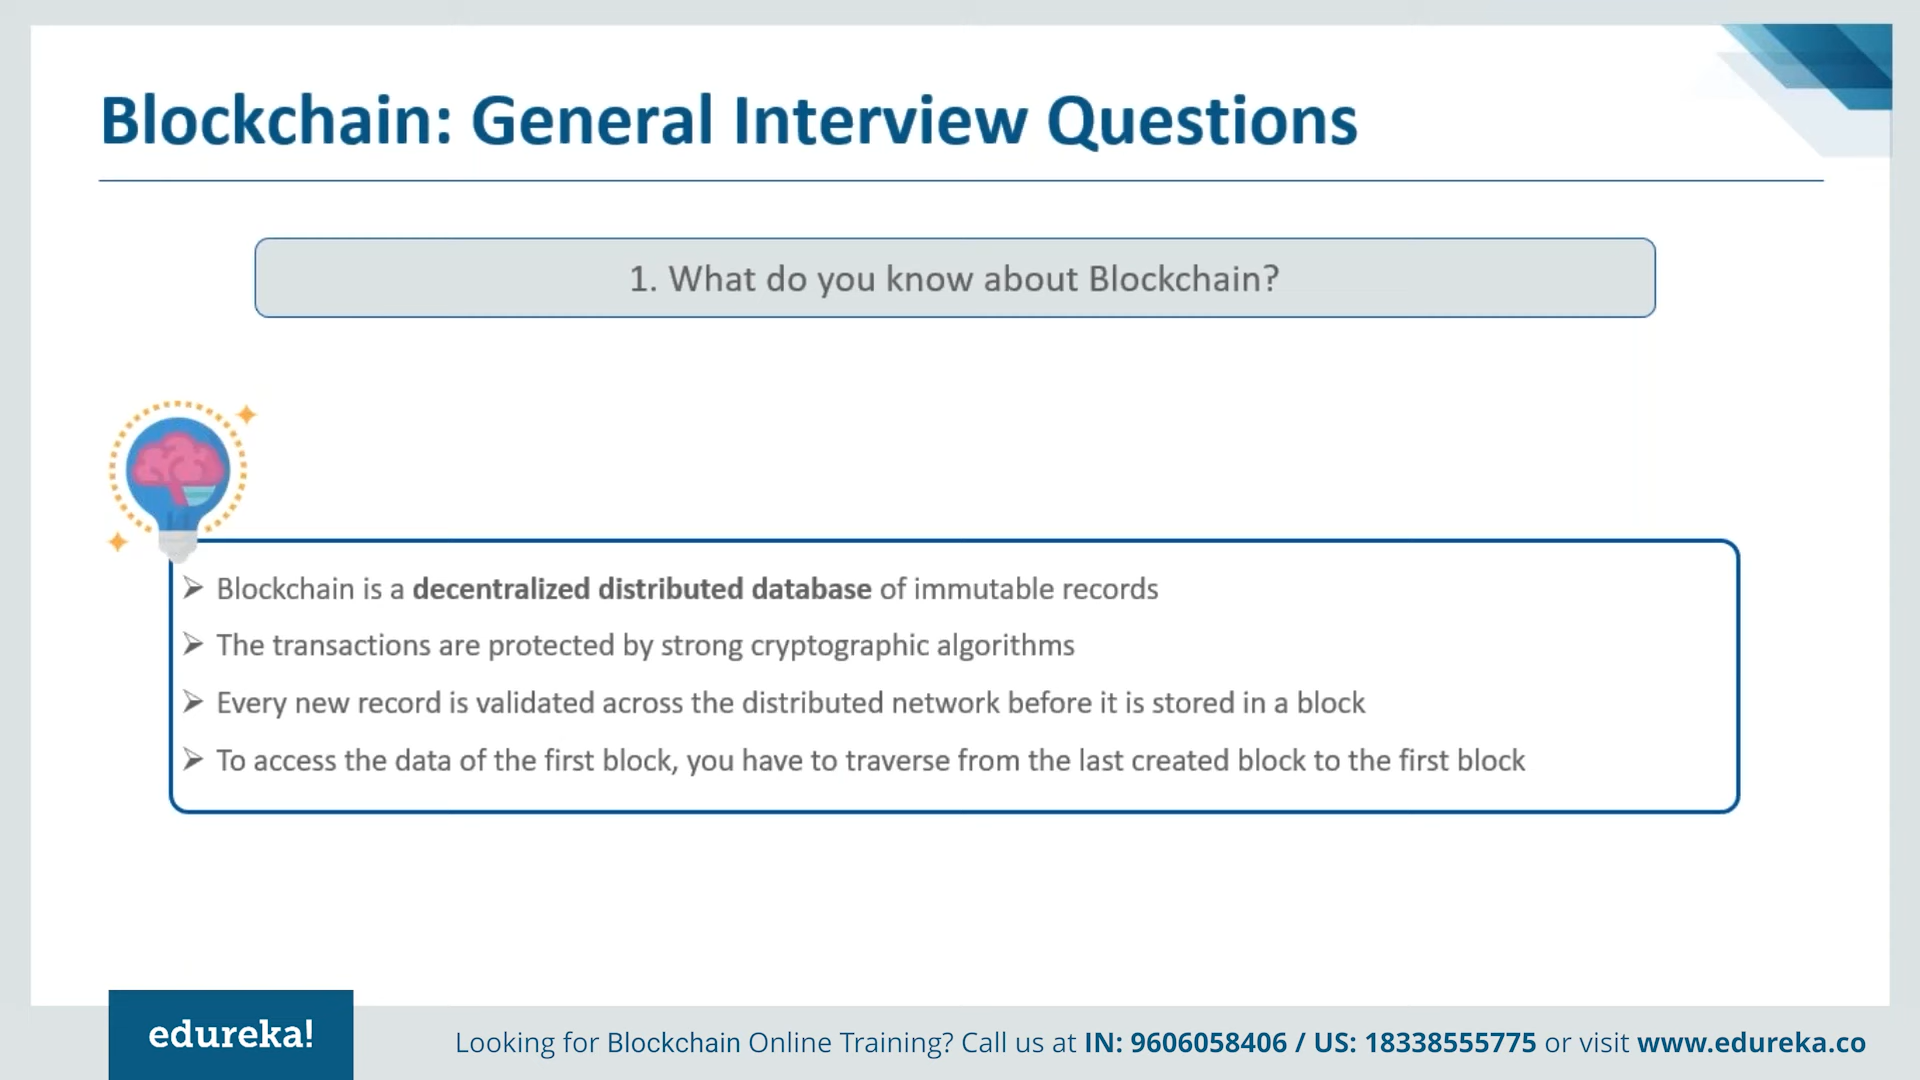 Blockchain: General Interview Questions
1. What do you know about Blockchain?
➢ Blockchain is a decentralized distributed database of immutable records
➢ The transactions are protected by strong cryptographic algorithms
➢ Every new record is validated across the distributed network before it is stored in a block
➢ To access the data of the first block, you have to traverse from the last created block to the first block
edureka!
Looking for Blockchain Online Training? Call us at IN: 9606058406 / US: 18338555775 or visit www.edureka.co